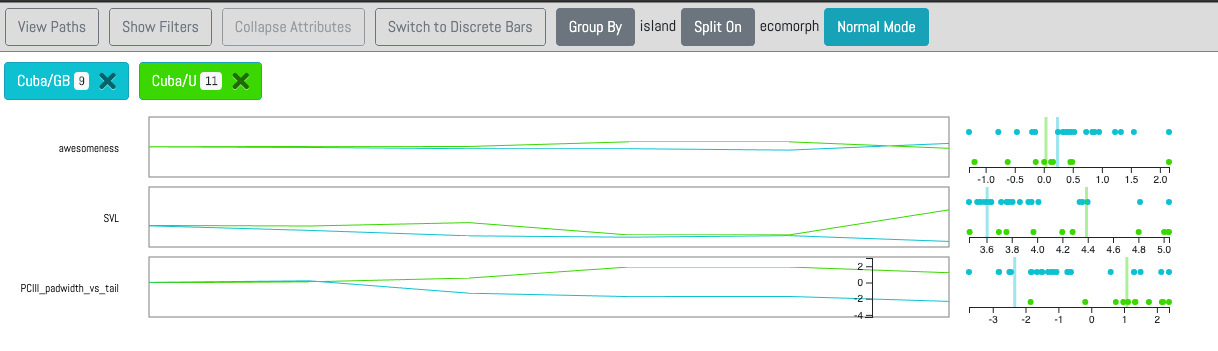 View Paths Show Filters Collapse Attributes Switch to Discrete Bars Group By island Split On ecomorph Normal Mode
Cuba/GB 9 Cuba/U 11
awesomeness
-1.0 -0.5 0.0 0.5 1.0 1.5 2.0
SVL
3.6 3.8 4.0 4.2 4.4 4.6 4.8 5.0
PCIII_padwidth_vs_tail
2
0
-2
-4
-3 -2 -1 0 1 2